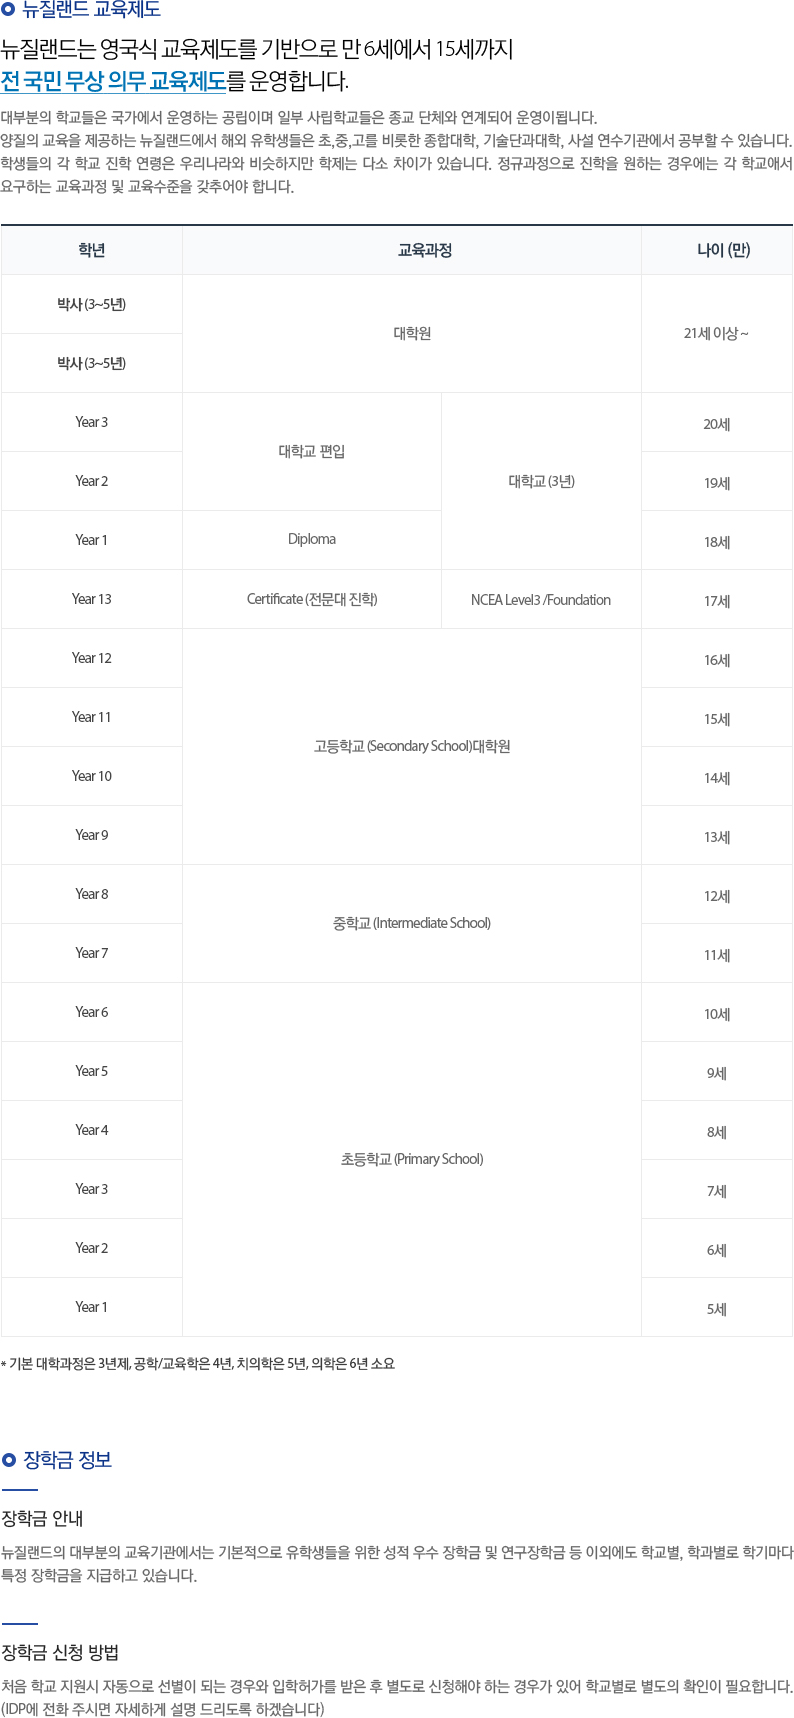 뉴질랜드 교육제도
뉴질랜드는 영국식 교육제도를 기반으로 만 6세에서 15세까지
전 국민 무상 의무 교육제도를 운영합니다.
대부분의 학교들은 국가에서 운영하는 공립이며 일부 사립학교들은 종교 단체와 연계되어 운영이됩니다.
양질의 교육을 제공하는 뉴질랜드에서 해외 유학생들은 초,중,고를 비롯한 종합대학, 기술단과대학, 사설 연수기관에서 공부할 수 있습니다.
학생들의 각 학교 진학 연령은 우리나라와 비슷하지만 학제는 다소 차이가 있습니다. 정규과정으로 진학을 원하는 경우에는 각 학교애서
요구하는 교육과정 및 교육수준을 갖추어야 합니다.
학년 교육과정 나이 (만)
박사 (3~5년)
대학원 21세 이상 ~
박사 (3~5년)
Year 3 20세
대학교 편입
Year 2 대학교 (3년) 19세
Year 1 Diploma 18세
Year 13 Certificate (전문대 진학) NCEA Level3 /Foundation 17세
Year 12 16세
Year 11 15세
고등학교 (Secondary School)대학원
Year 10 14세
Year 9 13세
Year 8 12세
중학교 (Intermediate School)
Year 7 11세
Year 6 10세
Year 5 9세
Year 4 8세
초등학교 (Primary School)
Year 3 7세
Year 2 6세
Year 1 5세
* 기본 대학과정은 3년제, 공학/교육학은 4년, 치의학은 5년, 의학은 6년 소요
장학금 정보
장학금 안내
뉴질랜드의 대부분의 교육기관에서는 기본적으로 유학생들을 위한 성적 우수 장학금 및 연구장학금 등 이외에도 학교별, 학과별로 학기마다
특정 장학금을 지급하고 있습니다.
장학금 신청 방법
처음 학교 지원시 자동으로 선별이 되는 경우와 입학허가를 받은 후 별도로 신청해야 하는 경우가 있어 학교별로 별도의 확인이 필요합니다.
(IDP에 전화 주시면 자세하게 설명 드리도록 하겠습니다)